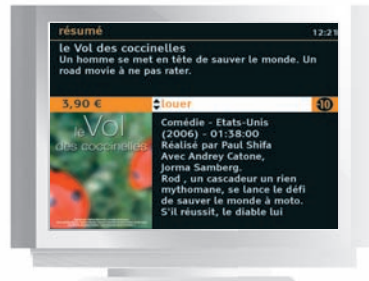 résumé 12:21
le Vol des coccinelles
Un homme se met en tête de sauver le monde. Un
road movie à ne pas rater.
3,90 € louer -10
le Vol
des coccinelles
Comédie - Etats-Unis
(2006) - 01:38:00
Réalisé par Paul Shifa
Avec Andrey Catone,
Jorma Samberg.
Rod , un cascadeur un rien
mythomane, se lance le défi
de sauver le monde à moto.
S'il réussit, le diable lui